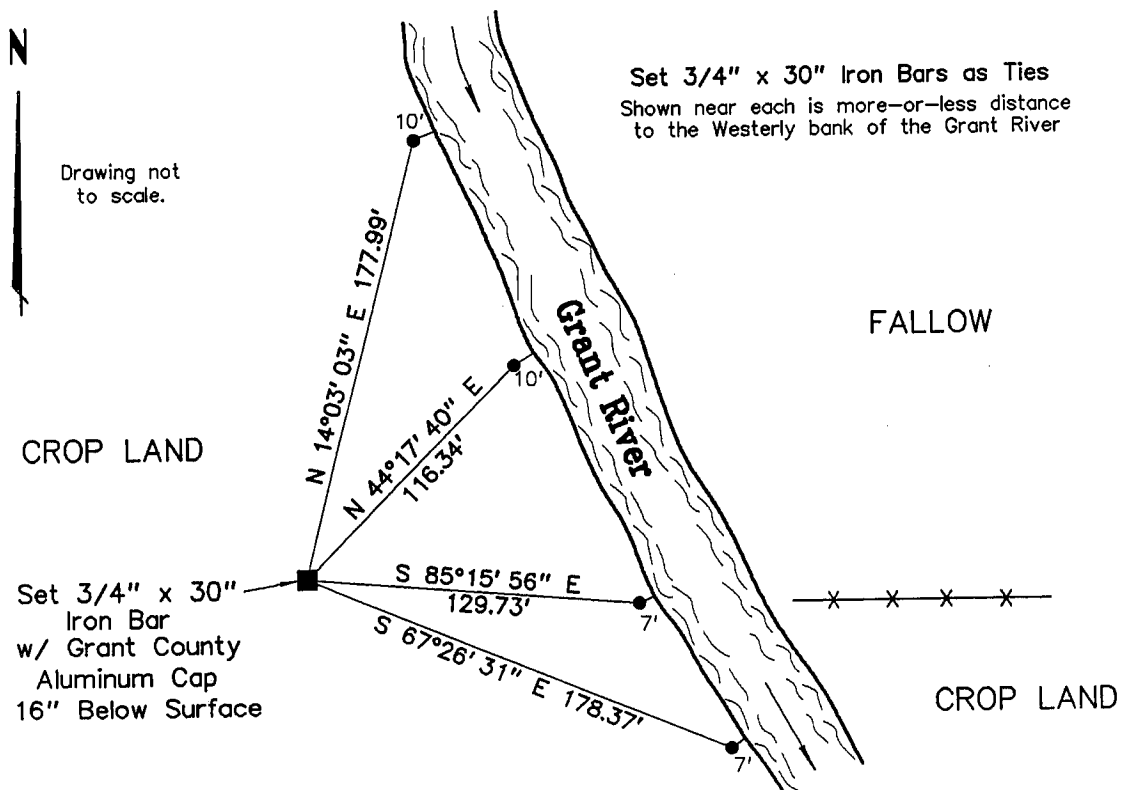 N
Drawing not
to scale.
Set 3/4" x 30" Iron Bars as Ties
Shown near each is more-or-less distance
to the Westerly bank of the Grant River
10'
N 14°03'03" E 177.99'
10'
N 44°17'40" E
116.34'
Grant River
FALLOW
CROP LAND
S 85°15'56" E
129.73'
7'
S 67°26'31" E 178.37'
7'
Set 3/4" x 30"
Iron Bar
w/ Grant County
Aluminum Cap
16" Below Surface
CROP LAND